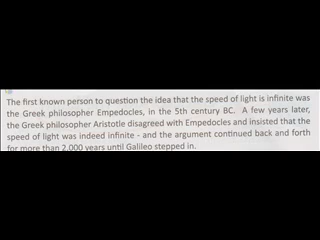 The first known person to question the idea that the speed of light is infinite was
the Greek philosopher Empedocles, in the 5th century BC. A few years later,
the Greek philosopher Aristotle disagreed with Empedocles and insisted that the
speed of light was indeed infinite - and the argument continued back and forth
for more than 2,000 years until Galileo stepped in.